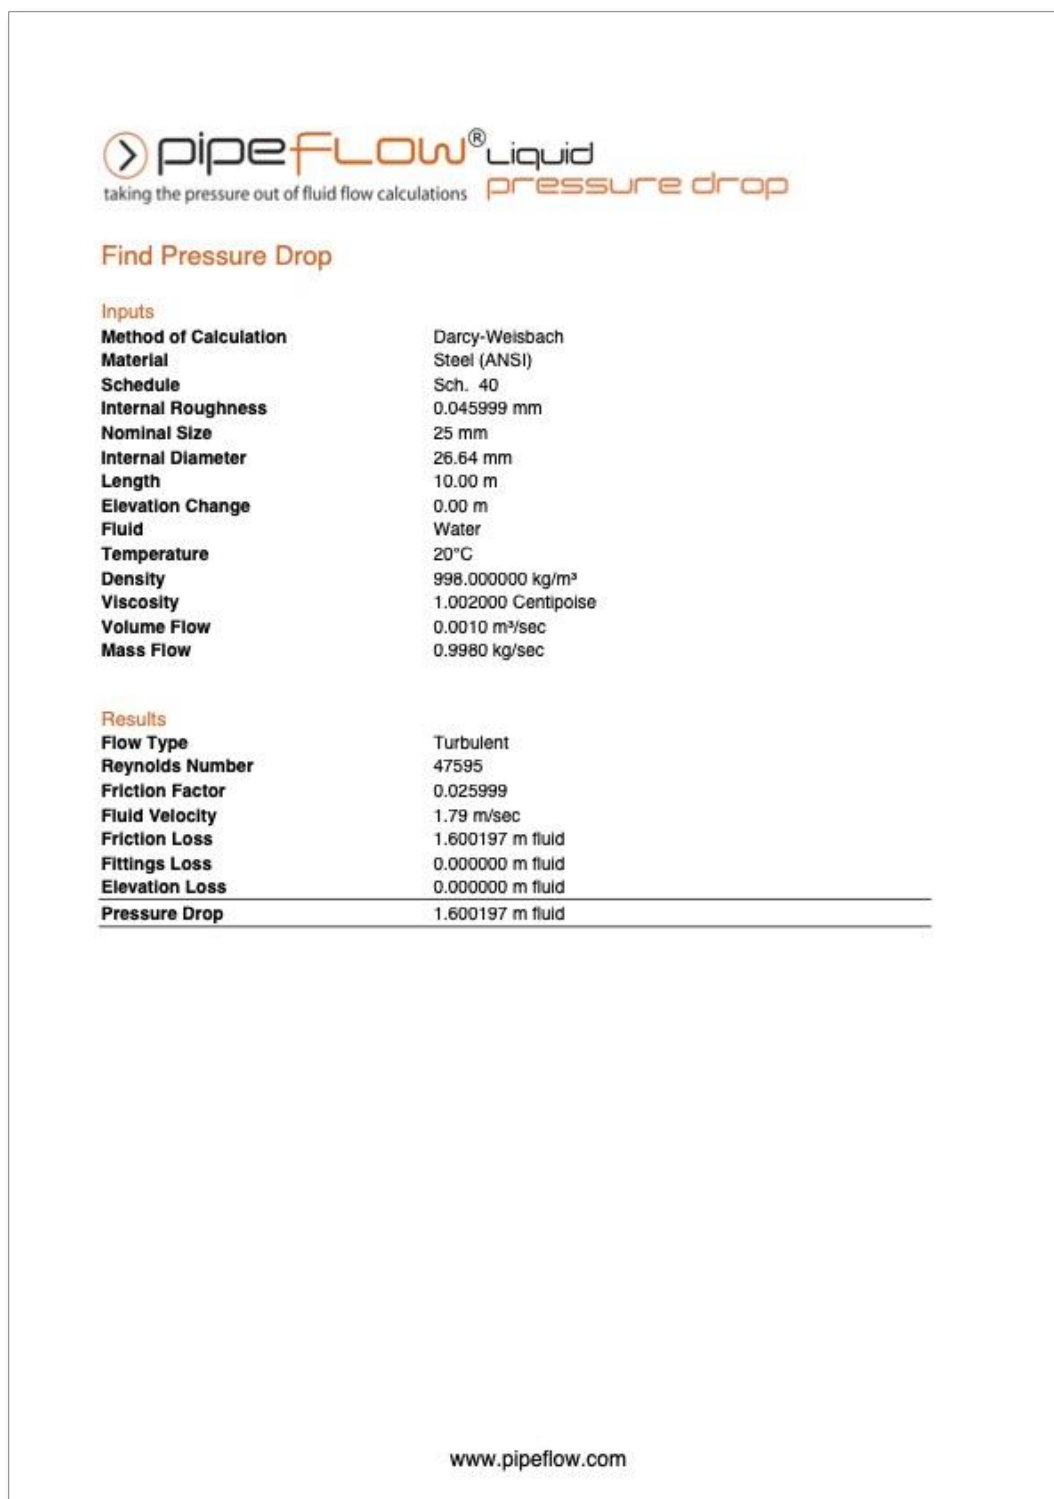 pipeFLOW® Liquid
taking the pressure out of fluid flow calculations pressure drop
Find Pressure Drop
Inputs
Method of Calculation Darcy-Weisbach
Material Steel (ANSI)
Schedule Sch. 40
Internal Roughness 0.045999 mm
Nominal Size 25 mm
Internal Diameter 26.64 mm
Length 10.00 m
Elevation Change 0.00 m
Fluid Water
Temperature 20°C
Density 998.000000 kg/m³
Viscosity 1.002000 Centipoise
Volume Flow 0.0010 m³/sec
Mass Flow 0.9980 kg/sec
Results
Flow Type Turbulent
Reynolds Number 47595
Friction Factor 0.025999
Fluid Velocity 1.79 m/sec
Friction Loss 1.600197 m fluid
Fittings Loss 0.000000 m fluid
Elevation Loss 0.000000 m fluid
Pressure Drop 1.600197 m fluid
www.pipeflow.com